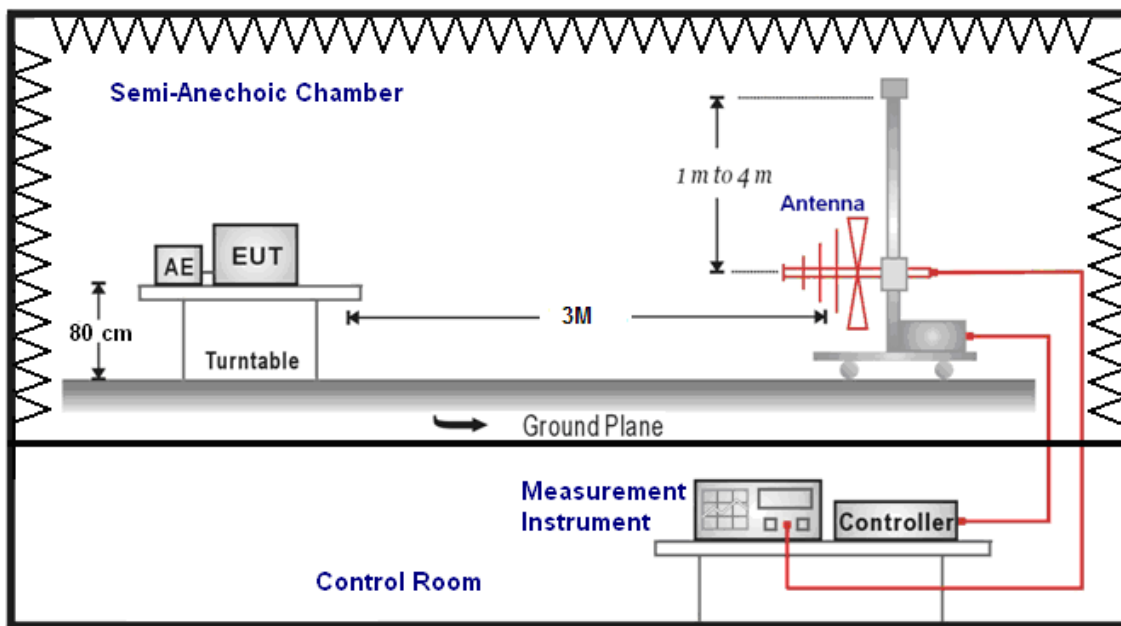 Semi-Anechoic Chamber
1 m to 4 m
Antenna
AE
EUT
80 cm
3M
Turntable
Ground Plane
Measurement
Instrument
Controller
Control Room